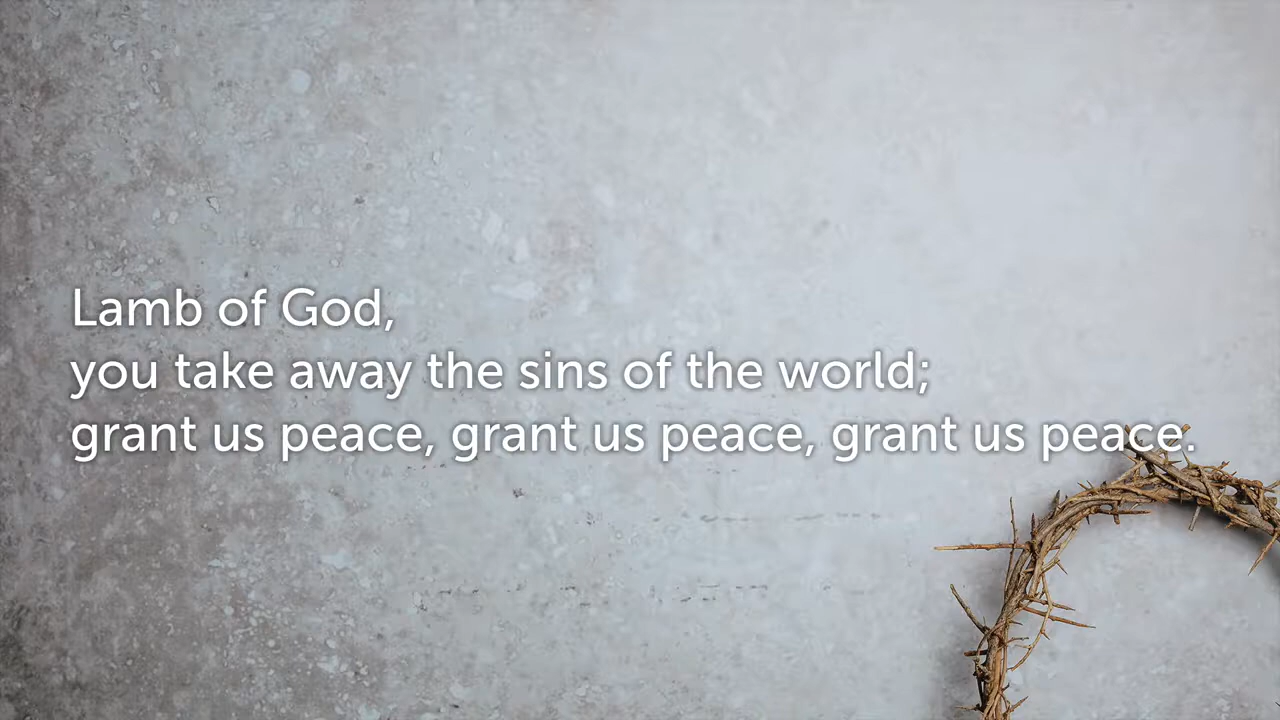 Lamb of God,
you take away the sins of the world;
grant us peace, grant us peace, grant us peace.